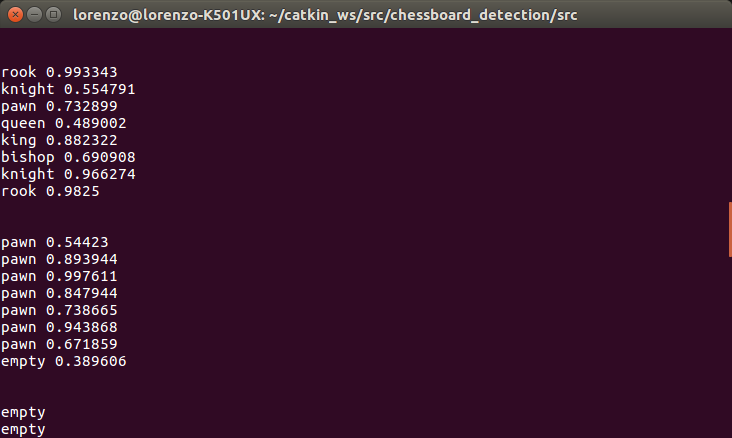 lorenzo@lorenzo-K501UX: ~/catkin_ws/src/chessboard_detection/src
rook 0.993343
knight 0.554791
pawn 0.732899
queen 0.489002
king 0.882322
bishop 0.690908
knight 0.966274
rook 0.9825
pawn 0.54423
pawn 0.893944
pawn 0.997611
pawn 0.847944
pawn 0.738665
pawn 0.943868
pawn 0.671859
empty 0.389606
empty
empty